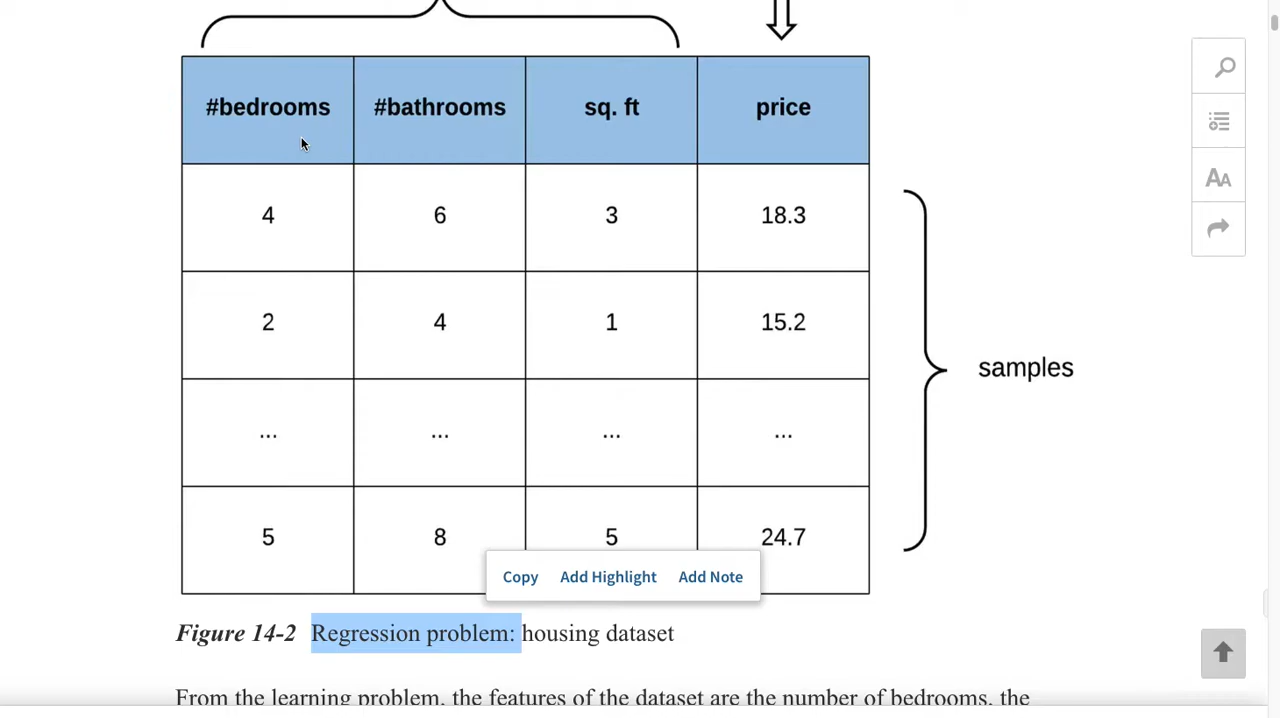 #bedrooms #bathrooms sq. ft price
4 6 3 18.3
2 4 1 15.2
... ... ... ...
samples
5 8 5 24.7
Copy Add Highlight Add Note
Figure 14-2 Regression problem: housing dataset
From the learning problem, the features of the dataset are the number of bedrooms, the
AA